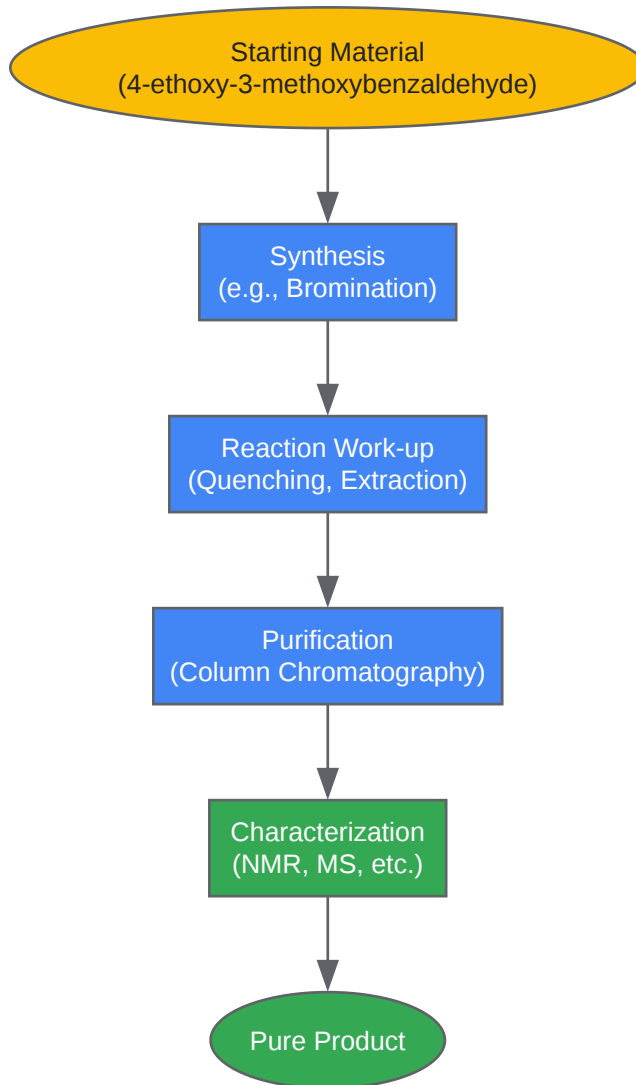 Starting Material
(4-ethoxy-3-methoxybenzaldehyde)
Synthesis
(e.g., Bromination)
Reaction Work-up
(Quenching, Extraction)
Purification
(Column Chromatography)
Characterization
(NMR, MS, etc.)
Pure Product